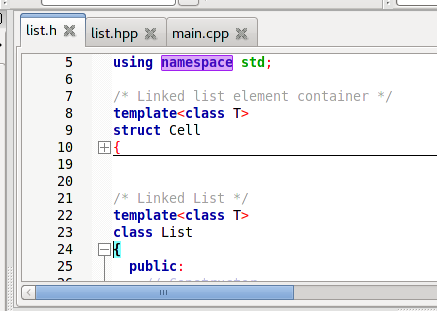 list.h list.hpp main.cpp
5 using namespace std;
6
7 /* Linked list element container */
8 template<class T>
9 struct Cell
10 {
19
20
21 /* Linked List */
22 template<class T>
23 class List
24 {
25 public: